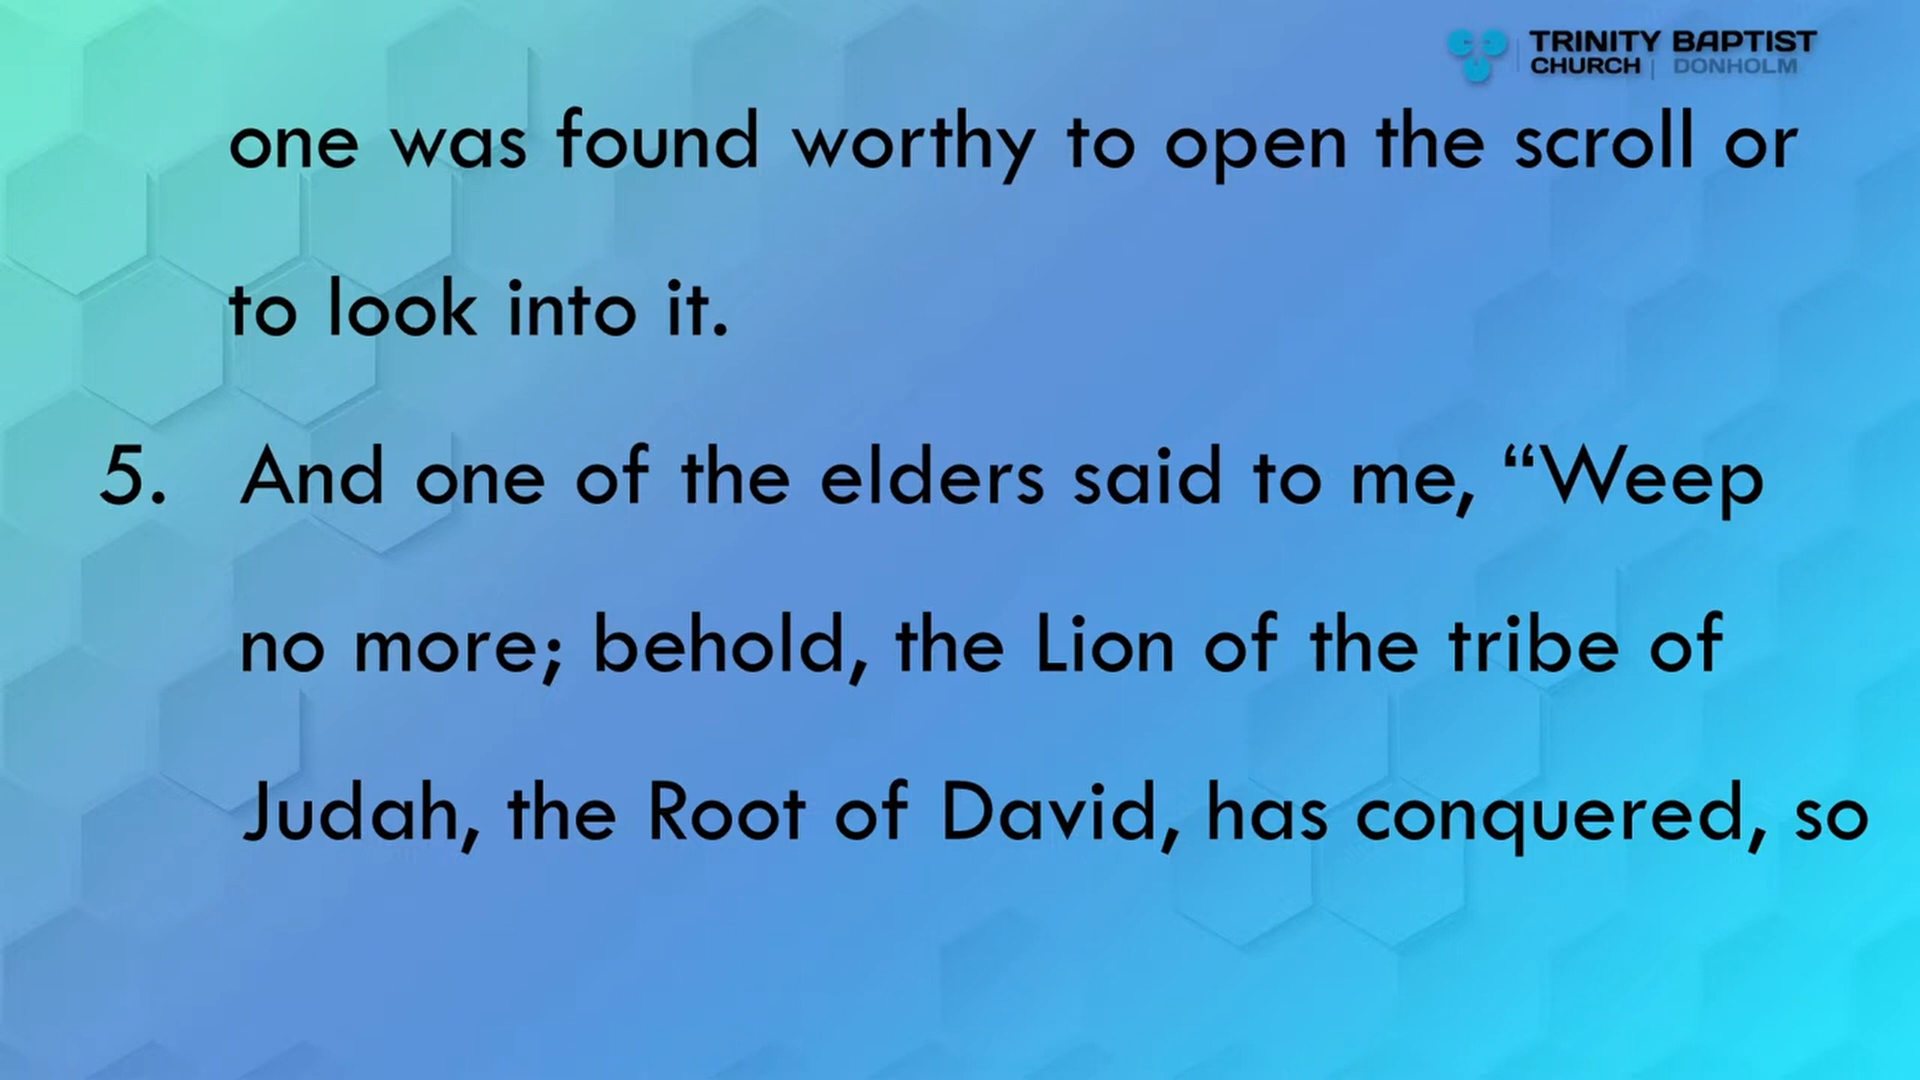 TRINITY BAPTIST
CHURCH | DONHOLM
one was found worthy to open the scroll or
to look into it.
5. And one of the elders said to me, “Weep
no more; behold, the Lion of the tribe of
Judah, the Root of David, has conquered, so